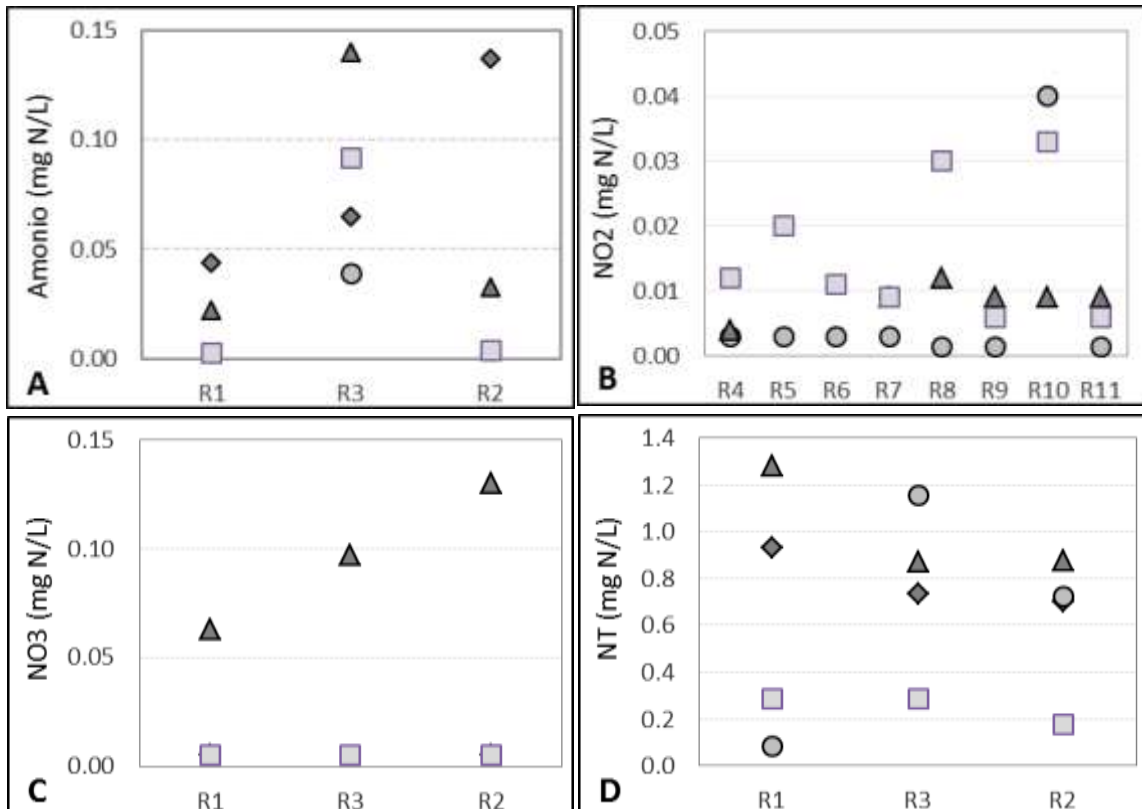 Amonio (mg N/L)
0.15
0.10
0.05
0.00
R1 R3 R2
A
NO2 (mg N/L)
0.05
0.04
0.03
0.02
0.01
0.00
R4 R5 R6 R7 R8 R9 R10 R11
B
NO3 (mg N/L)
0.15
0.10
0.05
0.00
R1 R3 R2
C
NT (mg N/L)
1.4
1.2
1.0
0.8
0.6
0.4
0.2
0.0
R1 R3 R2
D